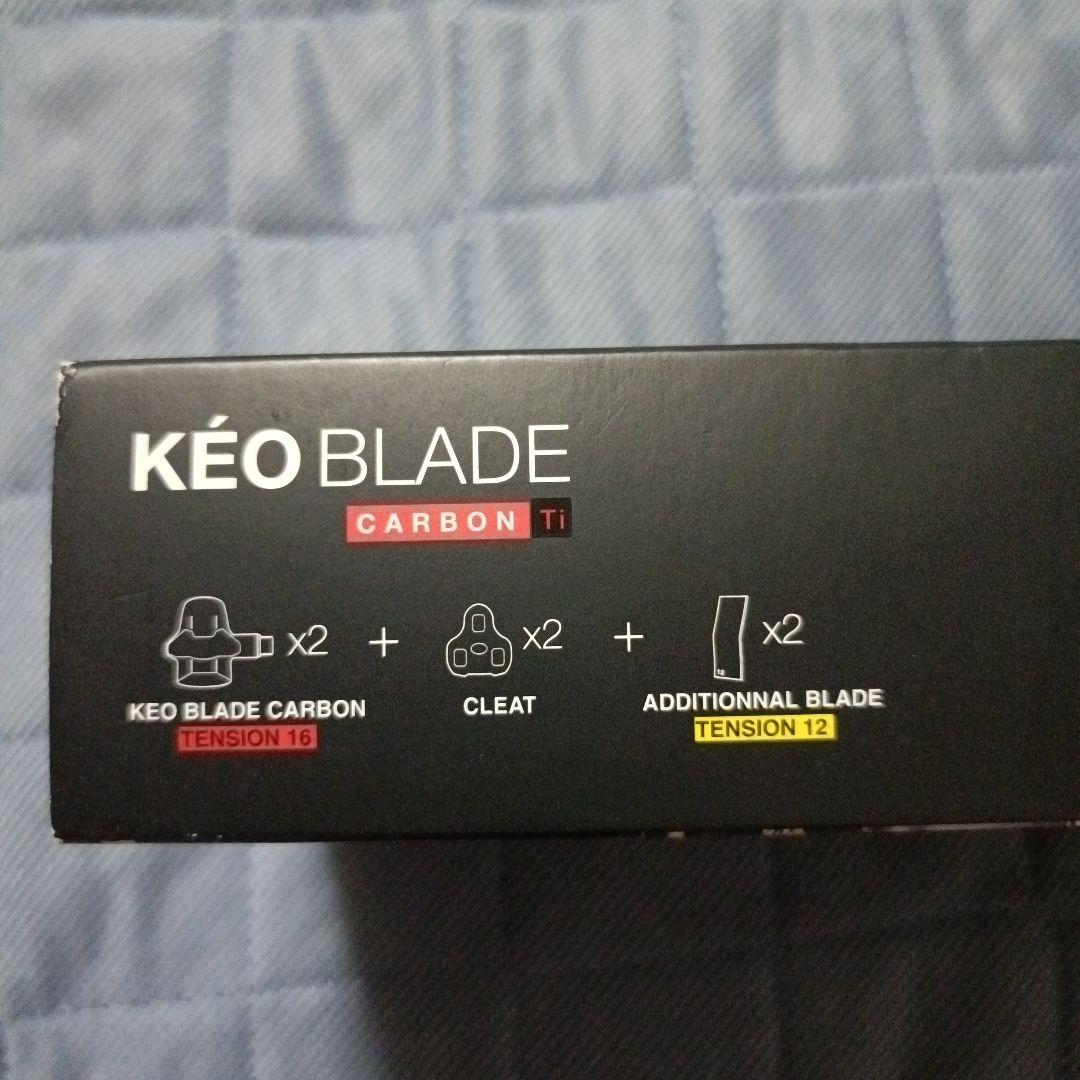 KÉO BLADE
CARBON Ti
x2 + x2 + 12 x2
KEO BLADE CARBON CLEAT ADDITIONNAL BLADE
TENSION 16 TENSION 12